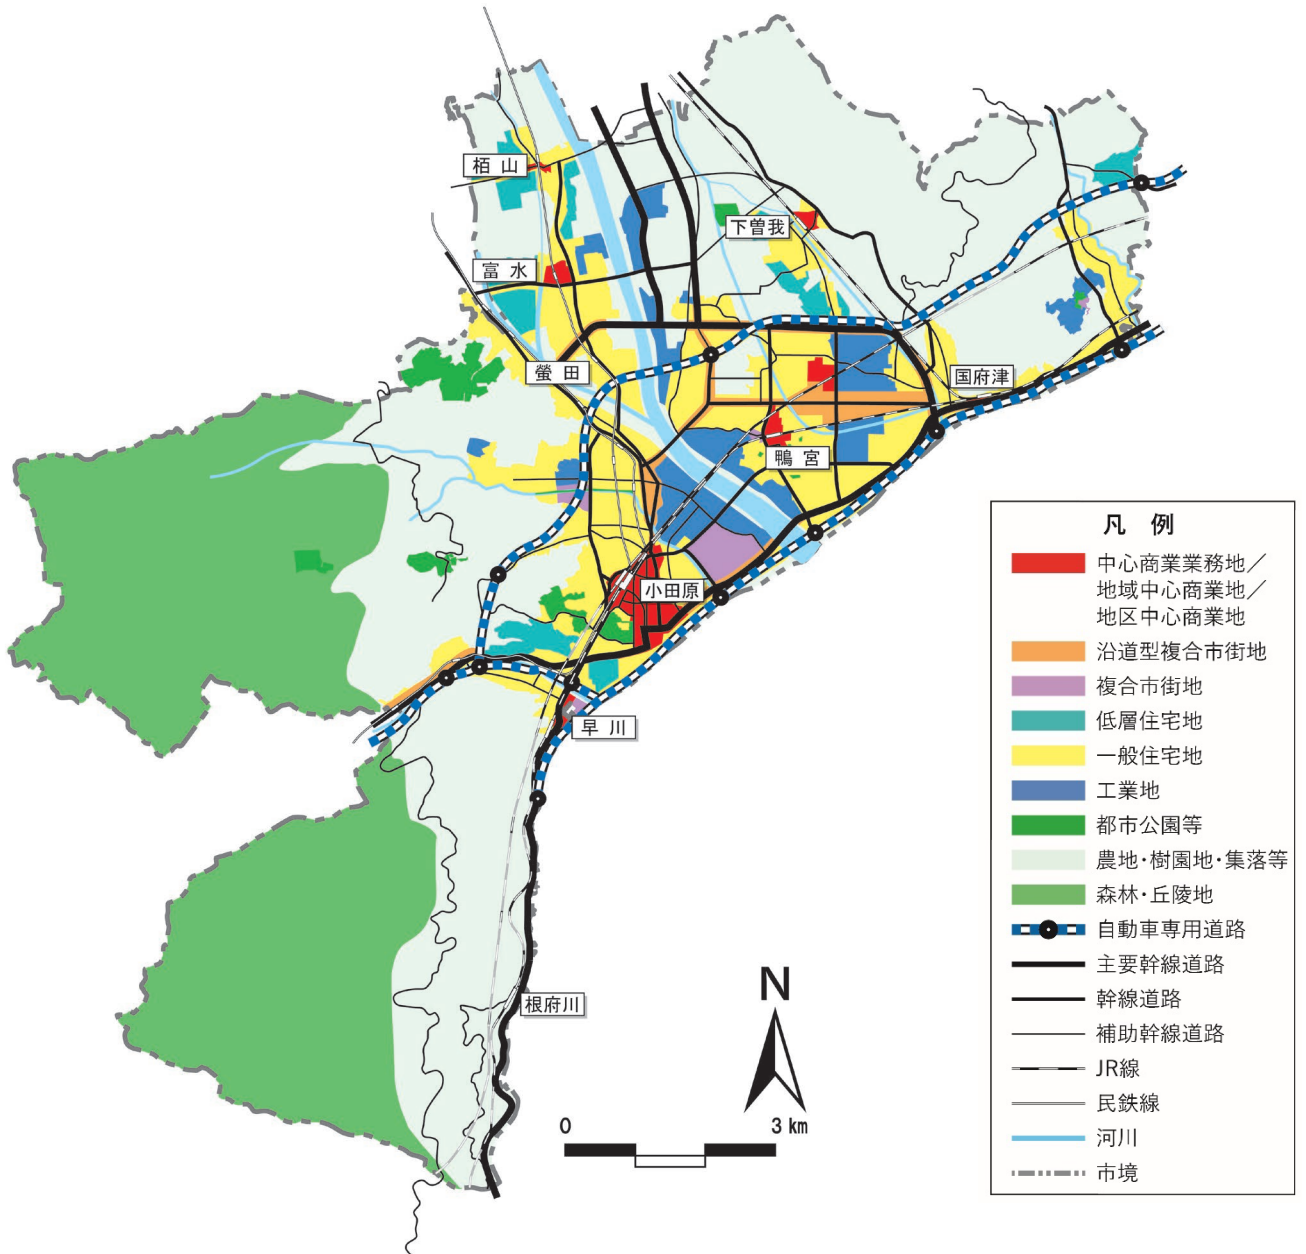 栢山
下曽我
富水
螢田
国府津
鴨宮
小田原
早川
根府川
N
0 3 km
凡 例
中心商業業務地／
地域中心商業地／
地区中心商業地
沿道型複合市街地
複合市街地
低層住宅地
一般住宅地
工業地
都市公園等
農地・樹園地・集落等
森林・丘陵地
自動車専用道路
主要幹線道路
幹線道路
補助幹線道路
JR線
民鉄線
河川
市境